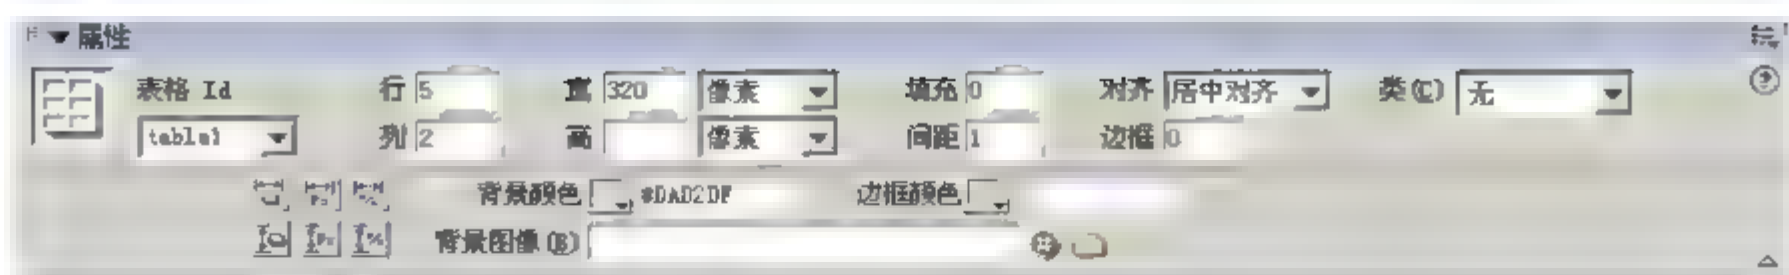 属性
表格 Id 行 5 宽 320 像素 填充 0 对齐 居中对齐 类(C) 无
table1 列 2 高 像素 间距 1 边框 0
背景颜色 #DAD2DF 边框颜色
背景图像(B)